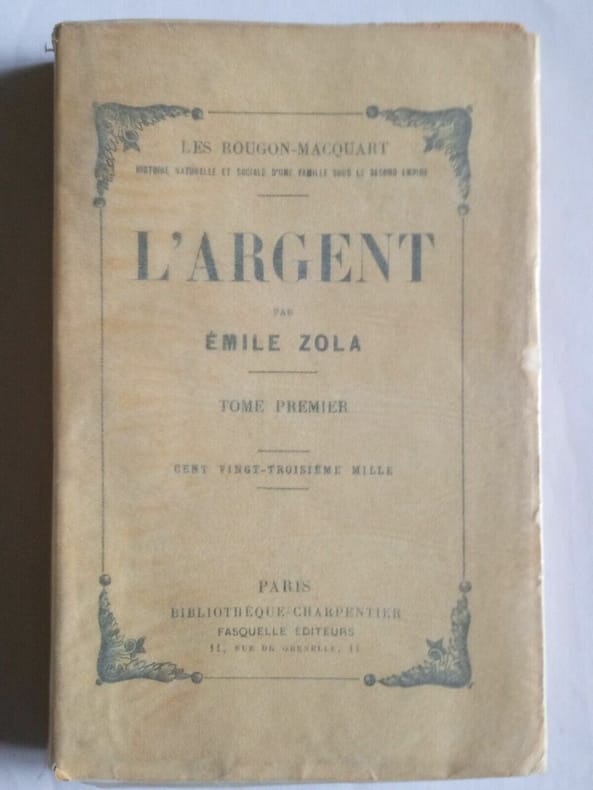 LES ROUGON-MACQUART
HISTOIRE NATURELLE ET SOCIALE D'UNE FAMILLE SOUS LE SECOND EMPIRE
L'ARGENT
PAR
ÉMILE ZOLA
TOME PREMIER
CENT VINGT-TROISIÈME MILLE
PARIS
BIBLIOTHÈQUE-CHARPENTIER
FASQUELLE ÉDITEURS
11, RUE DE GRENELLE, 11